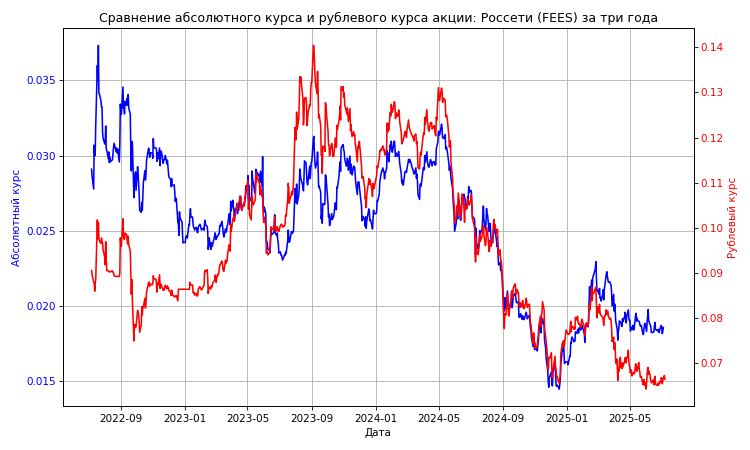 Сравнение абсолютного курса и рублевого курса акции: Россети (FEES) за три года
0.035
0.030
0.025
0.020
0.015
Абсолютный курс
0.14
0.13
0.12
0.11
0.10
0.09
0.08
0.07
Рублевый курс
2022-09 2023-01 2023-05 2023-09 2024-01 2024-05 2024-09 2025-01 2025-05
Дата